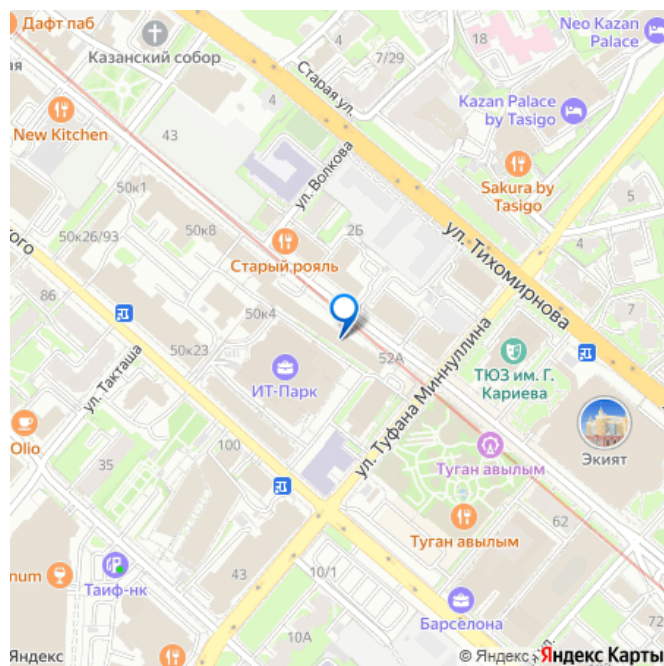 Дафт паб
Казанский собор
ая
New Kitchen
43
4
7/29
18
Neo Kazan
Palace
Старая ул.
Kazan Palace
by Tasigo
4
ул. Волкова
Sakura by
Tasigo
50к1
50к8
2Б
5
50к26/93
ого
Старый рояль
ул. Тихомирнова
4
86
50к4
7
50к23
52А
ул. Туфана Миннуллина
ТЮЗ им. Г.
Кариева
ИТ-Парк
ул. Такташа
Olio
100
35
Туган авылым
Экият
Туган авылым
62
num
Таиф-нк
43
10/1
Барселона
10А
Яндекс
© Яндекс
Яндекс Карты
ул.